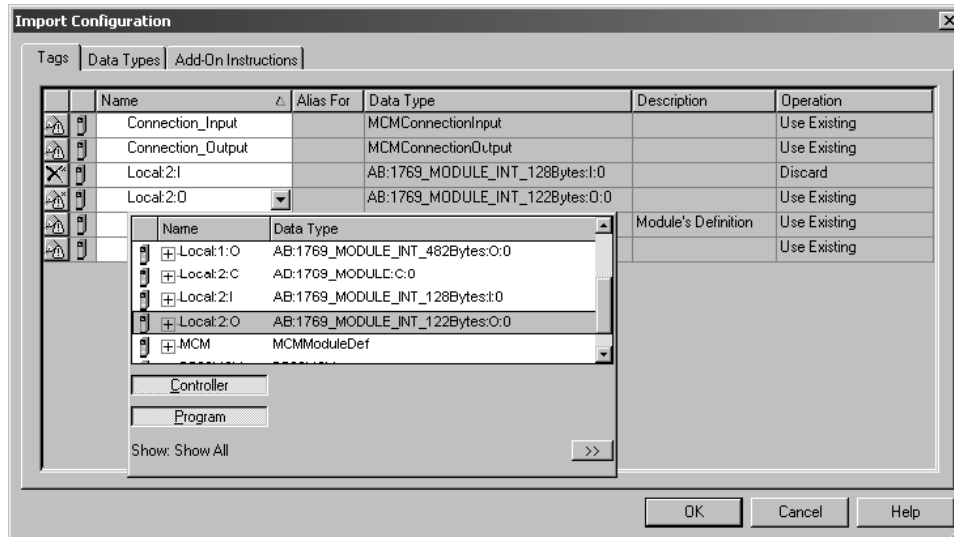 Import Configuration
Tags Data Types Add-On Instructions
Name Alias For Data Type Description Operation
Connection_Input MCMConnectionInput Use Existing
Connection_Output MCMConnectionOutput Use Existing
Local:2:I AB:1769_MODULE_INT_128Bytes:I:0 Discard
Local:2:O AB:1769_MODULE_INT_122Bytes:O:0 Use Existing
Module's Definition Use Existing
Use Existing
Name Data Type
Local:1:O AB:1769_MODULE_INT_482Bytes:O:0
Local:2:C AB:1769_MODULE:C:0
Local:2:I AB:1769_MODULE_INT_128Bytes:I:0
Local:2:O AB:1769_MODULE_INT_122Bytes:O:0
MCM MCMModuleDef
Controller
Program
Show: Show All >>
OK Cancel Help